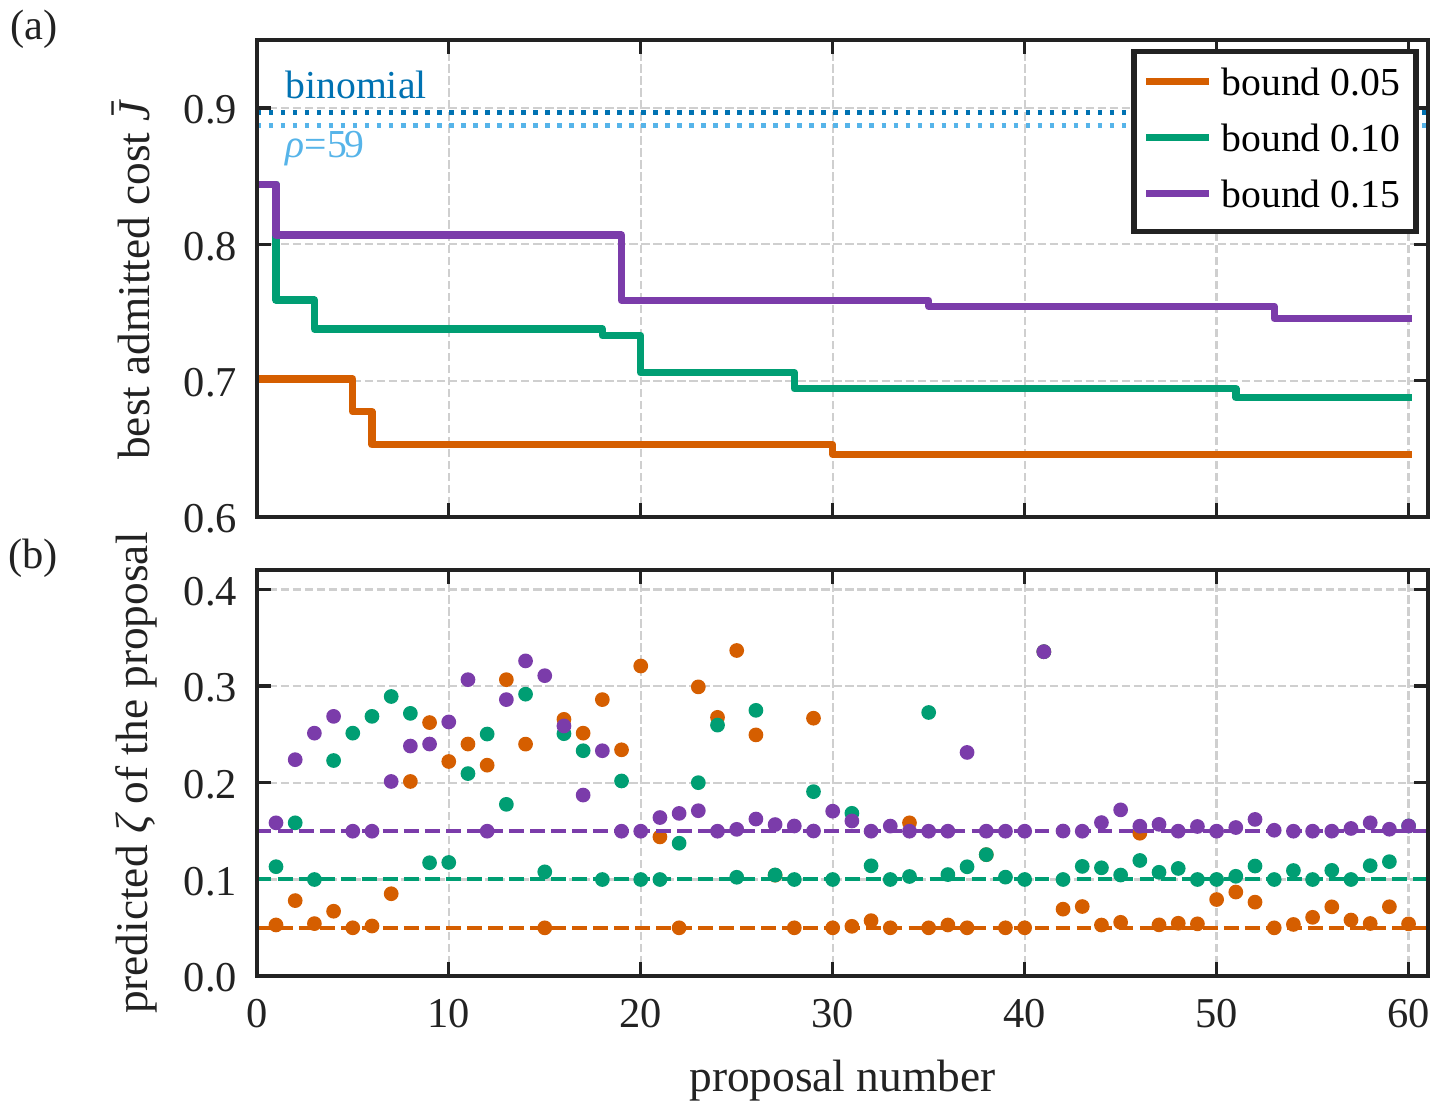 (a)
best admitted cost J̄
0.9
0.8
0.7
0.6
binomial
ρ=59
bound 0.05
bound 0.10
bound 0.15
(b)
predicted ζ of the proposal
0.4
0.3
0.2
0.1
0.0
0 10 20 30 40 50 60
proposal number